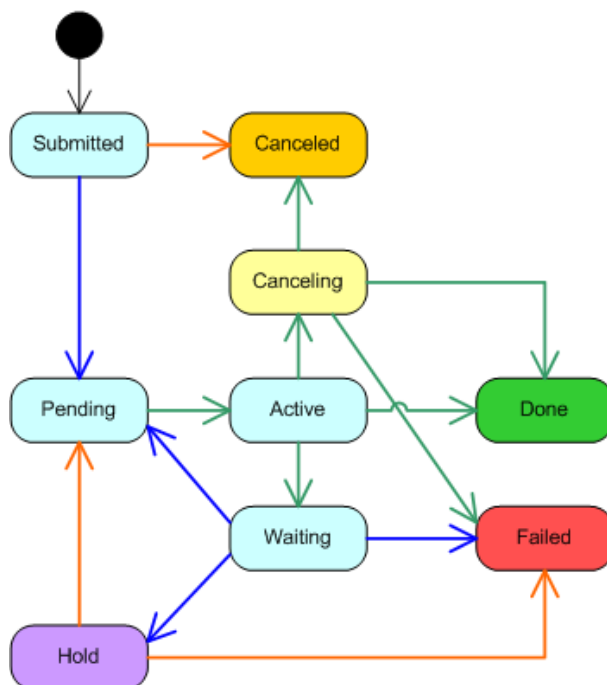 Submitted
Canceled
Canceling
Pending
Active
Done
Waiting
Failed
Hold